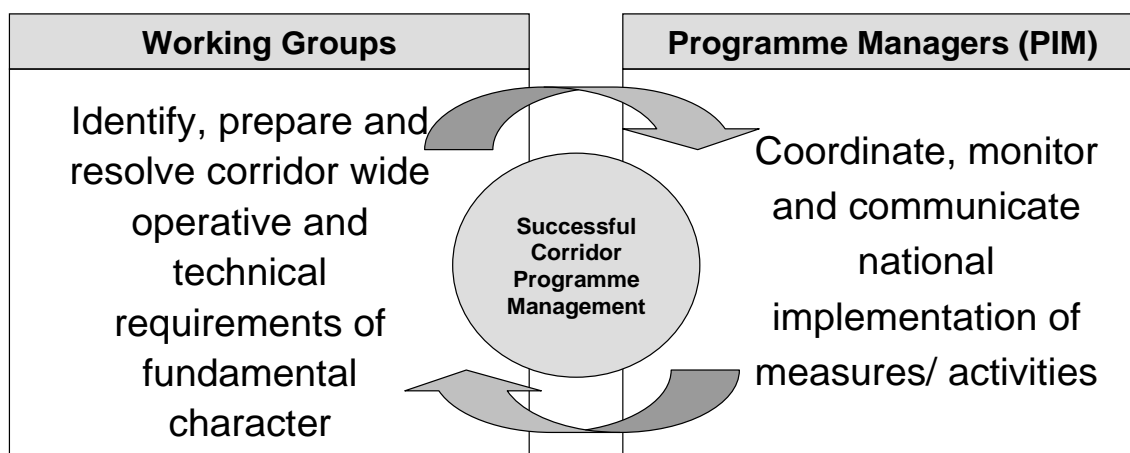 Working Groups
Identify, prepare and
resolve corridor wide
operative and
technical
requirements of
fundamental
character
Successful
Corridor
Programme
Management
Programme Managers (PIM)
Coordinate, monitor
and communicate
national
implementation of
measures/ activities